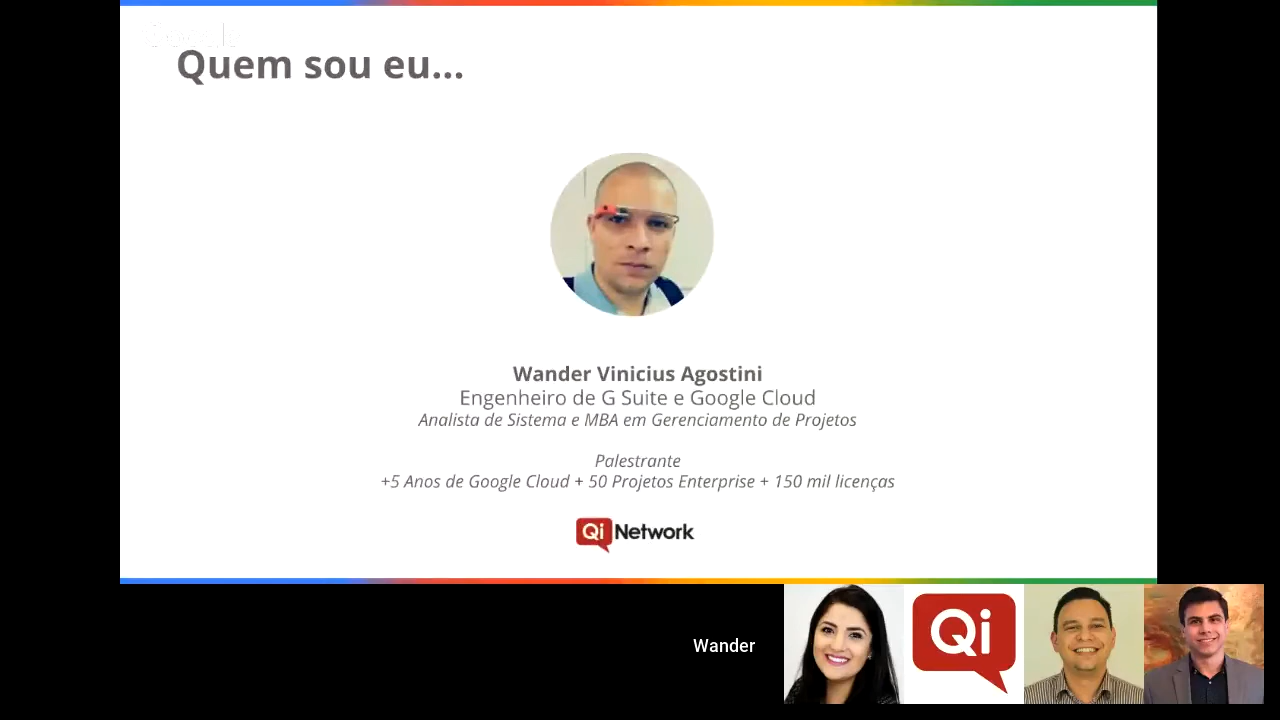 Quem sou eu...
Wander Vinicius Agostini
Engenheiro de G Suite e Google Cloud
Analista de Sistema e MBA em Gerenciamento de Projetos
Palestrante
+5 Anos de Google Cloud + 50 Projetos Enterprise + 150 mil licenças
Qi Network
Wander
Qi